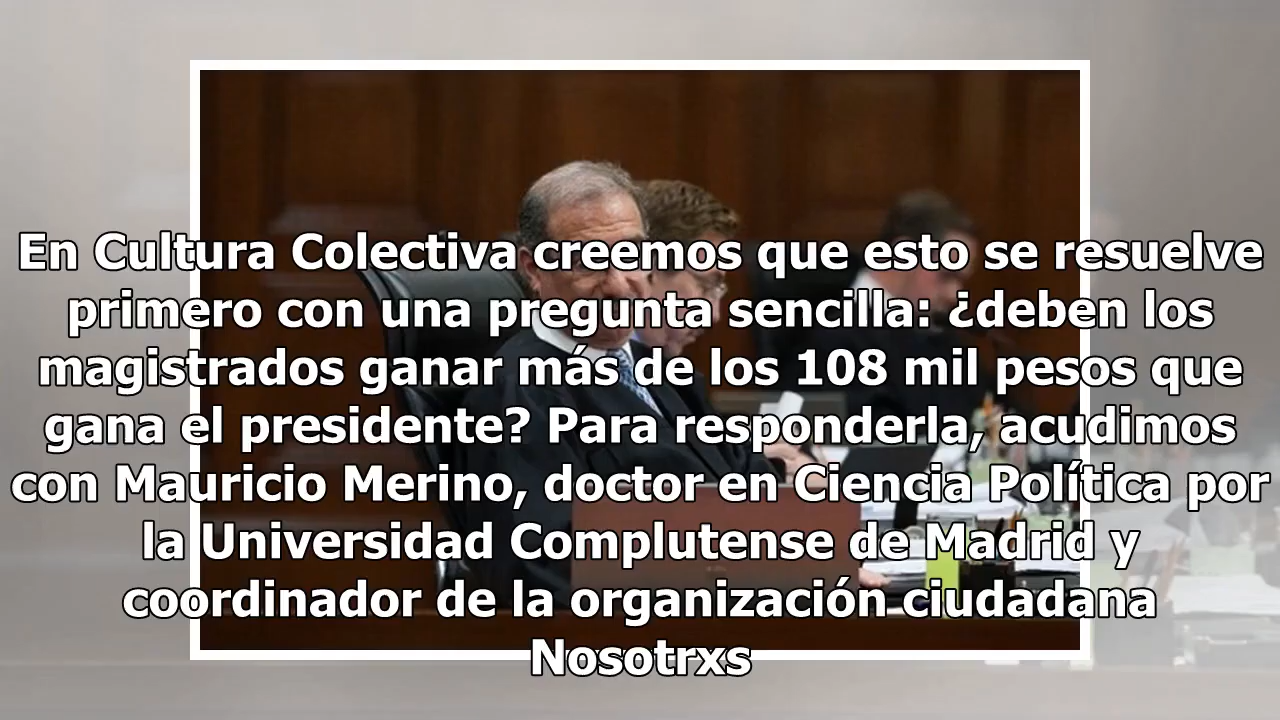 En Cultura Colectiva creemos que esto se resuelve
primero con una pregunta sencilla: ¿deben los
magistrados ganar más de los 108 mil pesos que
gana el presidente? Para responderla, acudimos
con Mauricio Merino, doctor en Ciencia Política por
la Universidad Complutense de Madrid y
coordinador de la organización ciudadana
Nosotrxs